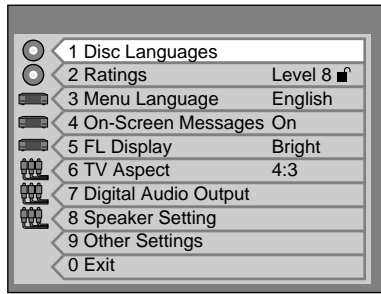 1 Disc Languages
2 Ratings Level 8
3 Menu Language English
4 On-Screen Messages On
5 FL Display Bright
6 TV Aspect 4:3
7 Digital Audio Output
8 Speaker Setting
9 Other Settings
0 Exit